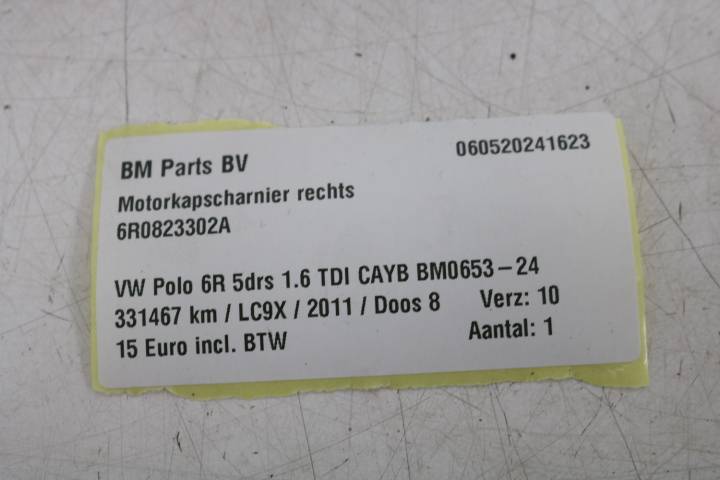 BM Parts BV 060520241623
Motorkapscharnier rechts
6R0823302A
VW Polo 6R 5drs 1.6 TDI CAYB BM0653-24
331467 km / LC9X / 2011 / Doos 8 Verz: 10
15 Euro incl. BTW Aantal: 1